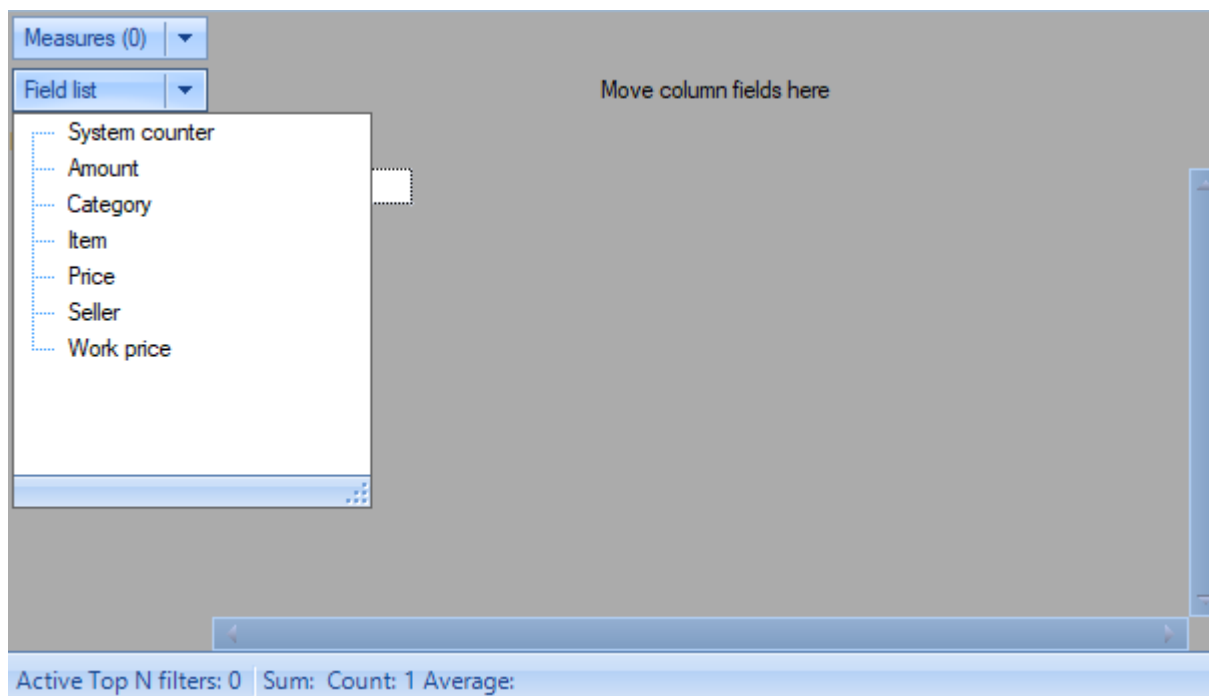 Measures (0)
Field list
Move column fields here
System counter
Amount
Category
Item
Price
Seller
Work price
Active Top N filters: 0 Sum: Count: 1 Average: